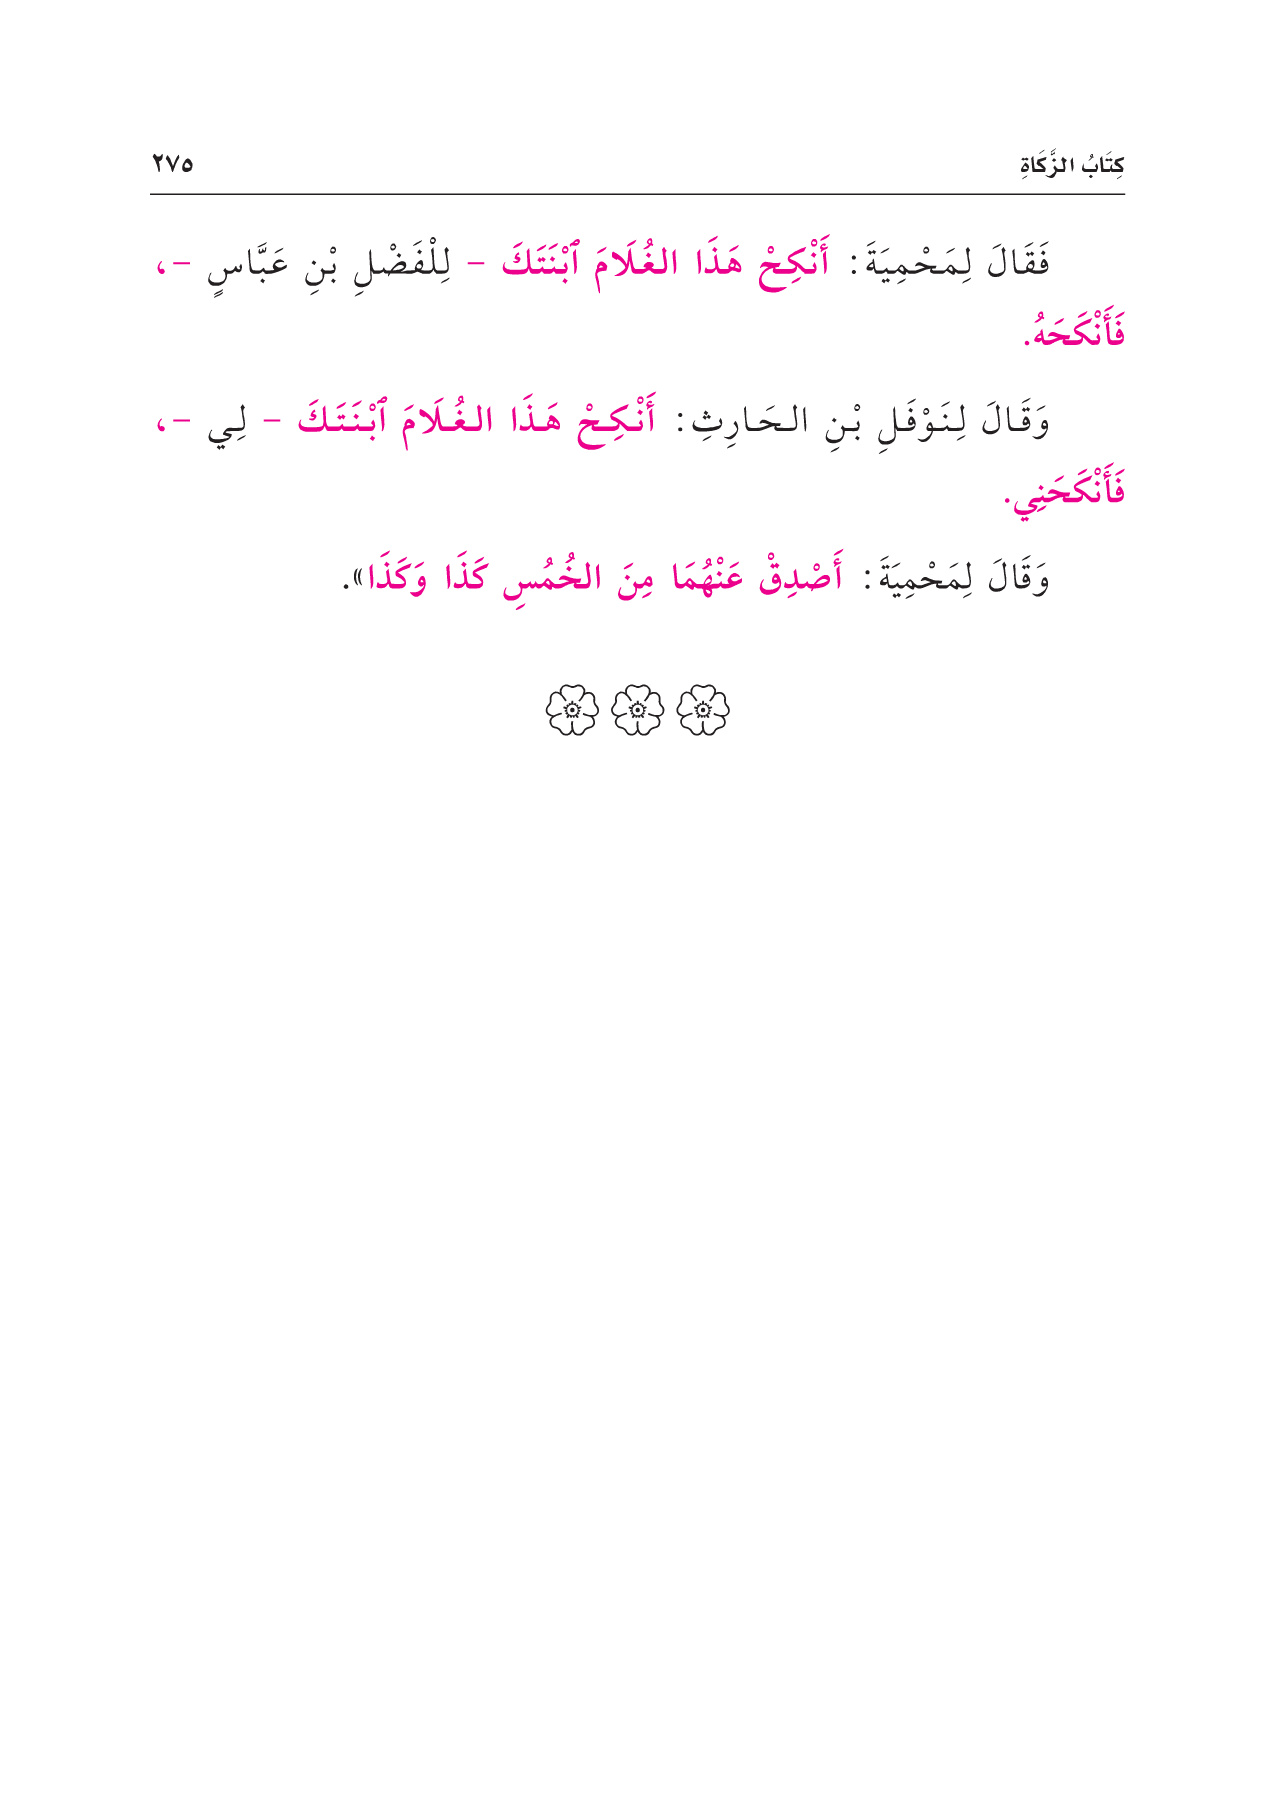 كِتَابُ الزَّكَاةِ ٢٧٥
فَقَالَ لِمَحْمِيَةَ: أَنْكِحْ هَذَا الغُلَامَ ٱبْنَتَكَ - لِلْفَضْلِ بْنِ عَبَّاسٍ -،
فَأَنْكَحَهُ.
وَقَالَ لِنَوْفَلِ بْنِ الحَارِثِ: أَنْكِحْ هَذَا الغُلَامَ ٱبْنَتَكَ - لِي -،
فَأَنْكَحَنِي.
وَقَالَ لِمَحْمِيَةَ: أَصْدِقْ عَنْهُمَا مِنَ الخُمُسِ كَذَا وَكَذَا».